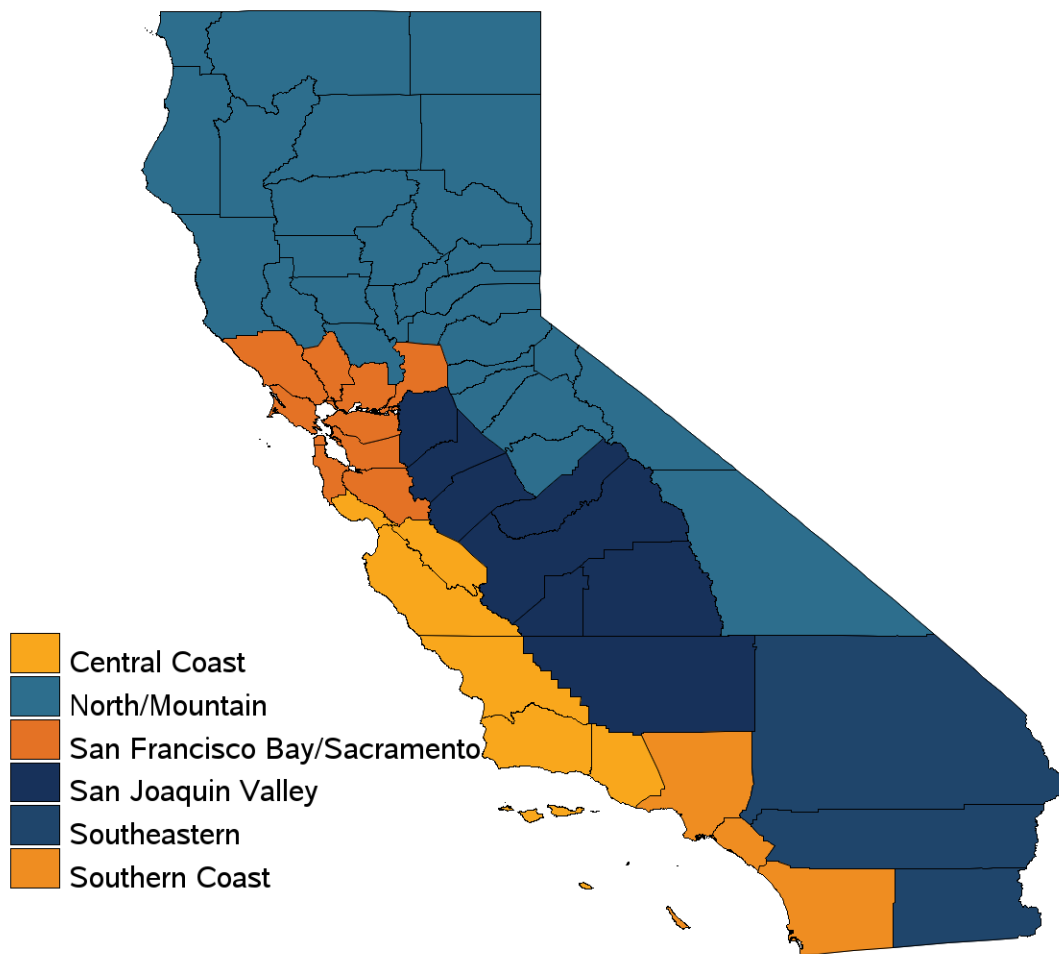 Central Coast
North/Mountain
San Francisco Bay/Sacramento
San Joaquin Valley
Southeastern
Southern Coast